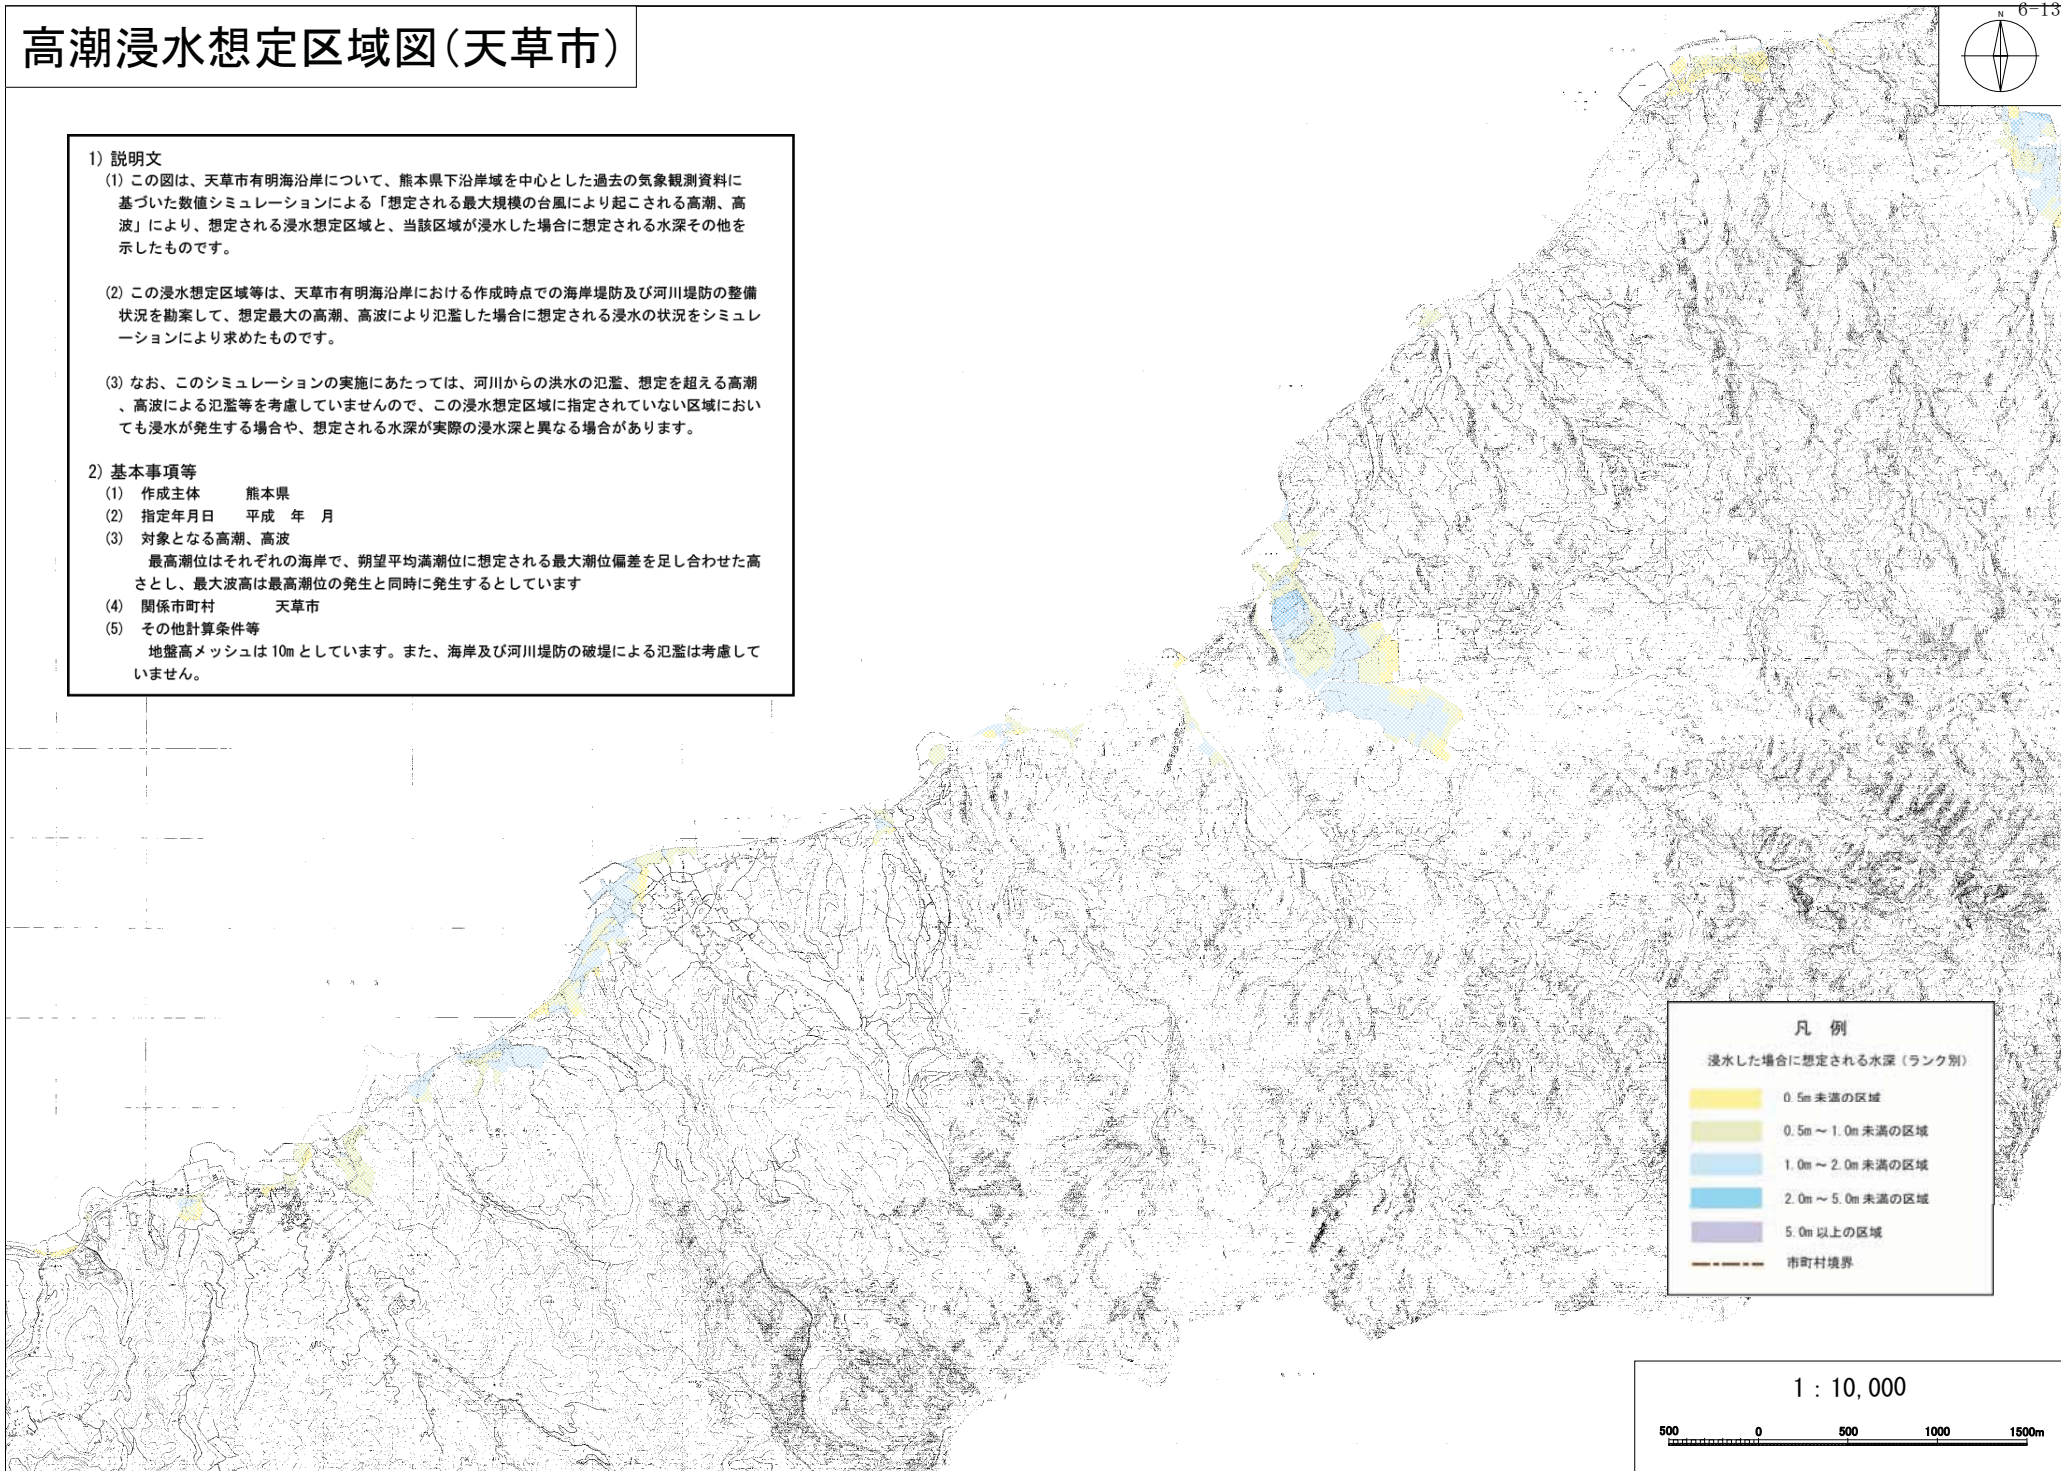 6-13
高潮浸水想定区域図(天草市)
N
1) 説明文
(1) この図は、天草市有明海沿岸について、熊本県下沿岸域を中心とした過去の気象観測資料に
基づいた数値シミュレーションによる「想定される最大規模の台風により起こされる高潮、高
波」により、想定される浸水想定区域と、当該区域が浸水した場合に想定される水深その他を
示したものです。
(2) この浸水想定区域等は、天草市有明海沿岸における作成時点での海岸堤防及び河川堤防の整備
状況を勘案して、想定最大の高潮、高波により氾濫した場合に想定される浸水の状況をシミュレ
ーションにより求めたものです。
(3) なお、このシミュレーションの実施にあたっては、河川からの洪水の氾濫、想定を超える高潮
、高波による氾濫等を考慮していませんので、この浸水想定区域に指定されていない区域におい
ても浸水が発生する場合や、想定される水深が実際の浸水深と異なる場合があります。
2) 基本事項等
(1) 作成主体 熊本県
(2) 指定年月日 平成 年 月
(3) 対象となる高潮、高波
最高潮位はそれぞれの海岸で、朔望平均満潮位に想定される最大潮位偏差を足し合わせた高
さとし、最大波高は最高潮位の発生と同時に発生するとしています
(4) 関係市町村 天草市
(5) その他計算条件等
地盤高メッシュは 10m としています。また、海岸及び河川堤防の破堤による氾濫は考慮して
いません。
凡 例
浸水した場合に想定される水深（ランク別）
0.5m 未満の区域
0.5m ～ 1.0m 未満の区域
1.0m ～ 2.0m 未満の区域
2.0m ～ 5.0m 未満の区域
5.0m 以上の区域
市町村境界
1 : 10,000
500 0 500 1000 1500m